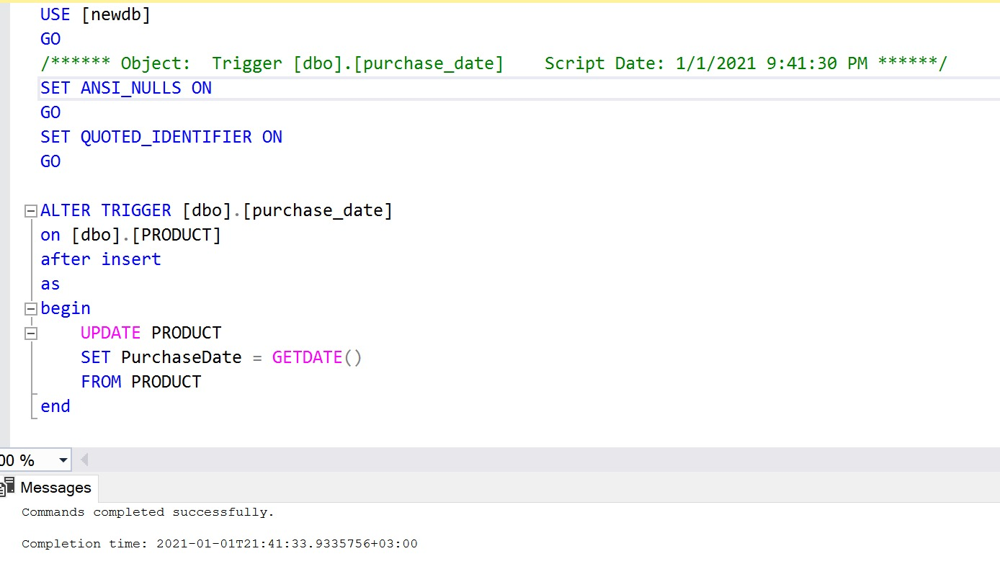 USE [newdb]
GO
/****** Object:  Trigger [dbo].[purchase_date]    Script Date: 1/1/2021 9:41:30 PM ******/
SET ANSI_NULLS ON
GO
SET QUOTED_IDENTIFIER ON
GO
ALTER TRIGGER [dbo].[purchase_date]
on [dbo].[PRODUCT]
after insert
as
begin
UPDATE PRODUCT
SET PurchaseDate = GETDATE()
FROM PRODUCT
end
00 %
Messages
Commands completed successfully.
Completion time: 2021-01-01T21:41:33.9335756+03:00